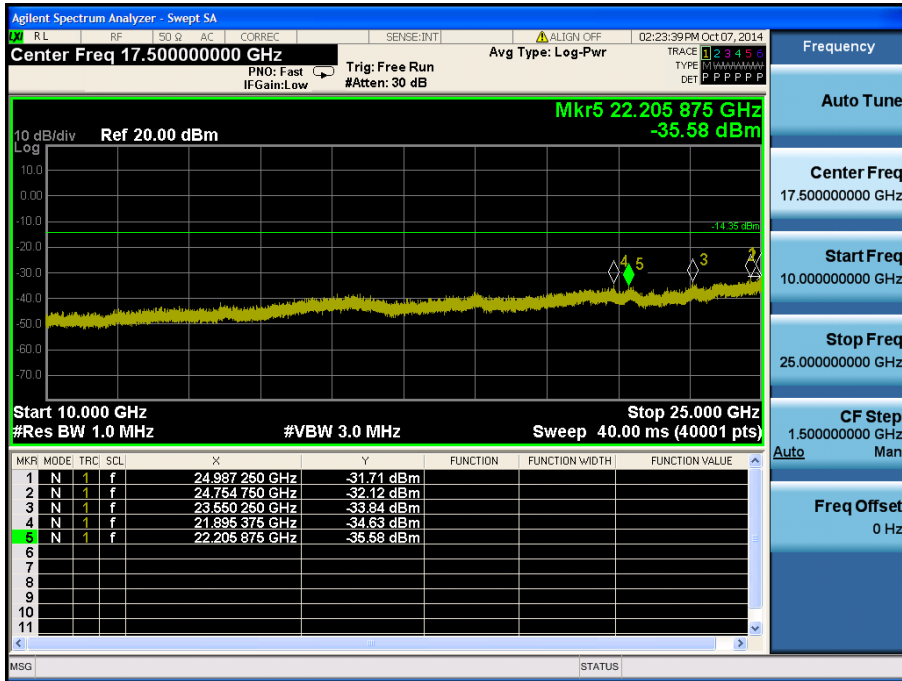 Agilent Spectrum Analyzer - Swept SA
LXI RL RF 50 Ω AC CORREC SENSE:INT ALIGN OFF 02:23:39 PM Oct 07, 2014
Center Freq 17.500000000 GHz
PNO: Fast
IFGain:Low
Trig: Free Run
#Atten: 30 dB
Avg Type: Log-Pwr
TRACE 1 2 3 4 5 6
TYPE M WWWWW
DET P P P P P P
Mkr5 22.205 875 GHz
-35.58 dBm
10 dB/div Ref 20.00 dBm
Log
10.0
0.00
-10.0
-14.35 dBm
-20.0
4 5 3 2
-30.0
-40.0
-50.0
-60.0
-70.0
Start 10.000 GHz Stop 25.000 GHz
#Res BW 1.0 MHz #VBW 3.0 MHz Sweep 40.00 ms (40001 pts)
MKR MODE TRC SCL X Y FUNCTION FUNCTION WIDTH FUNCTION VALUE
1 N 1 f 24.987 250 GHz -31.71 dBm
2 N 1 f 24.754 750 GHz -32.12 dBm
3 N 1 f 23.550 250 GHz -33.84 dBm
4 N 1 f 21.895 375 GHz -34.63 dBm
5 N 1 f 22.205 875 GHz -35.58 dBm
6
7
8
9
10
11
MSG STATUS
Frequency
Auto Tune
Center Freq
17.500000000 GHz
Start Freq
10.000000000 GHz
Stop Freq
25.000000000 GHz
CF Step
1.500000000 GHz
Auto Man
Freq Offset
0 Hz